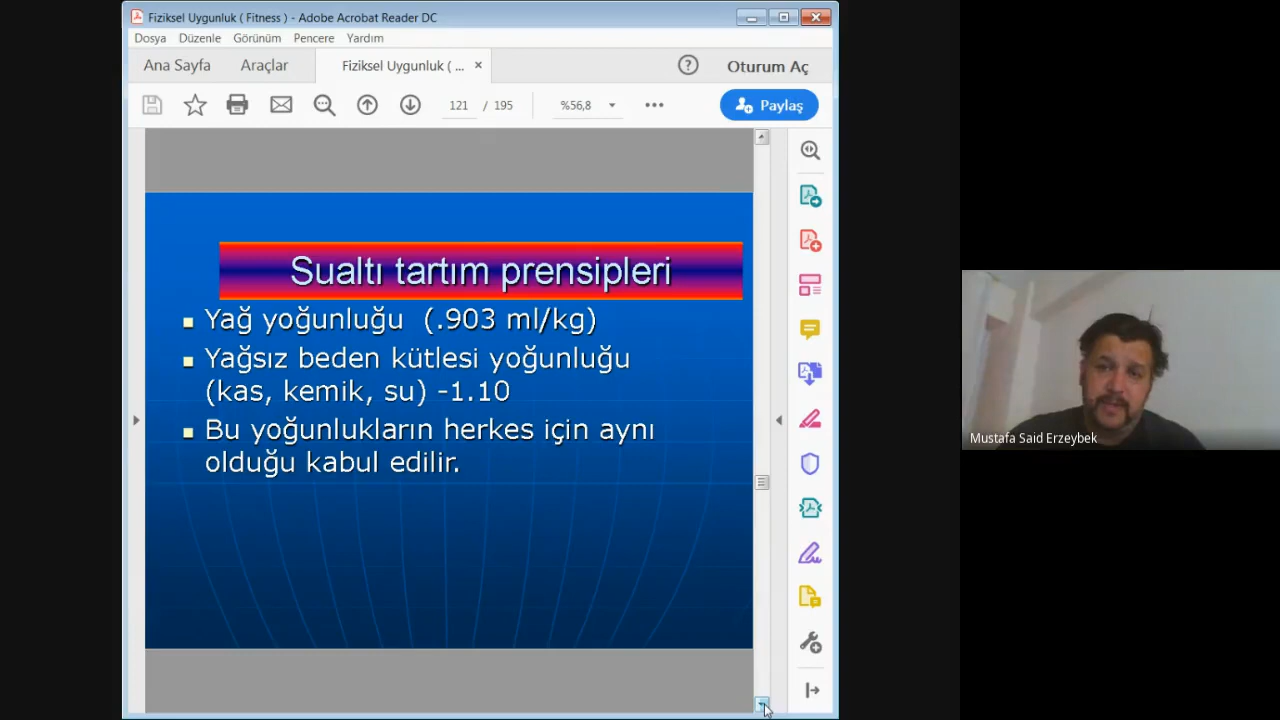 Fiziksel Uygunluk ( Fitness ) - Adobe Acrobat Reader DC
Dosya Düzenle Görünüm Pencere Yardım
Ana Sayfa Araçlar Fiziksel Uygunluk ( ... × ? Oturum Aç
121 / 195 %56,8 Paylaş
Sualtı tartım prensipleri
Yağ yoğunluğu (.903 ml/kg)
Yağsız beden kütlesi yoğunluğu
(kas, kemik, su) -1.10
Bu yoğunlukların herkes için aynı
olduğu kabul edilir.
Mustafa Said Erzeybek